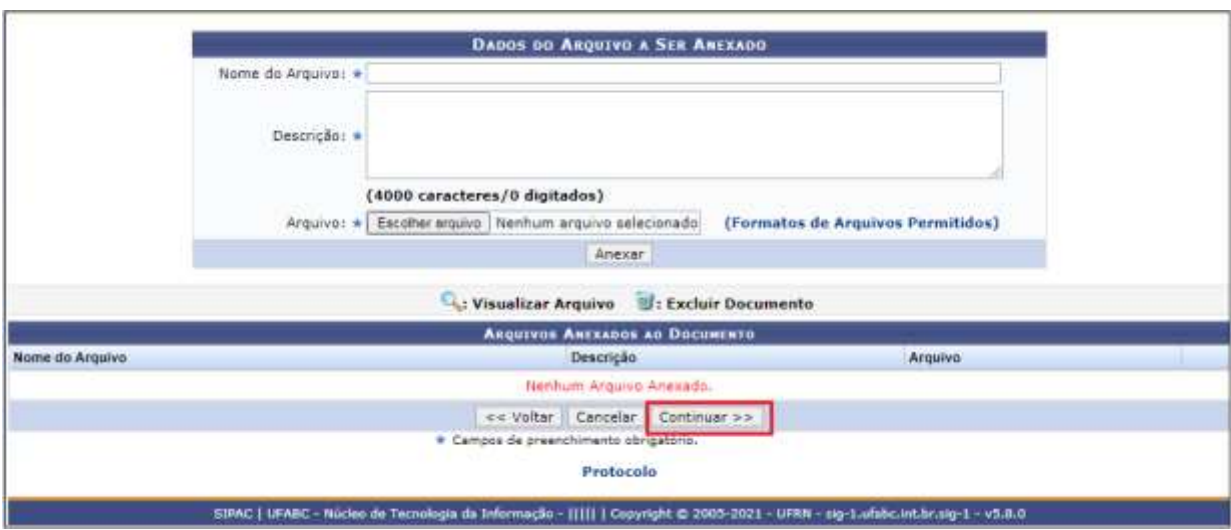 DADOS DO ARQUIVO A SER ANEXADO
Nome do Arquivo: *
Descrição: *
(4000 caracteres/0 digitados)
Arquivo: * Escolher arquivo Nenhum arquivo selecionado (Formatos de Arquivos Permitidos)
Anexar
: Visualizar Arquivo : Excluir Documento
ARQUIVOS ANEXADOS AO DOCUMENTO
Nome do Arquivo Descrição Arquivo
Nenhum Arquivo Anexado.
<< Voltar Cancelar Continuar >>
* Campos de preenchimento obrigatório.
Protocolo
SIPAC | UFABC - Núcleo de Tecnologia da Informação - ||||| | Copyright © 2005-2021 - UFRN - sig-1.ufabc.int.br.sig-1 - v5.8.0